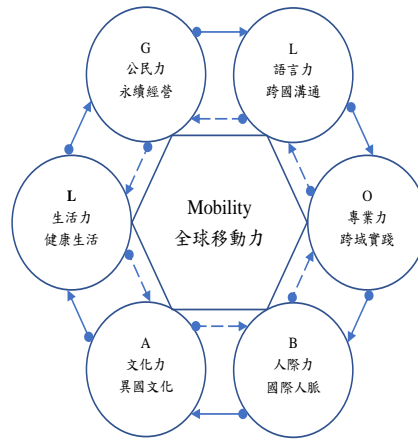 G
公民力
永續經營
L
語言力
跨國溝通
L
生活力
健康生活
Mobility
全球移動力
O
專業力
跨域實踐
A
文化力
異國文化
B
人際力
國際人脈